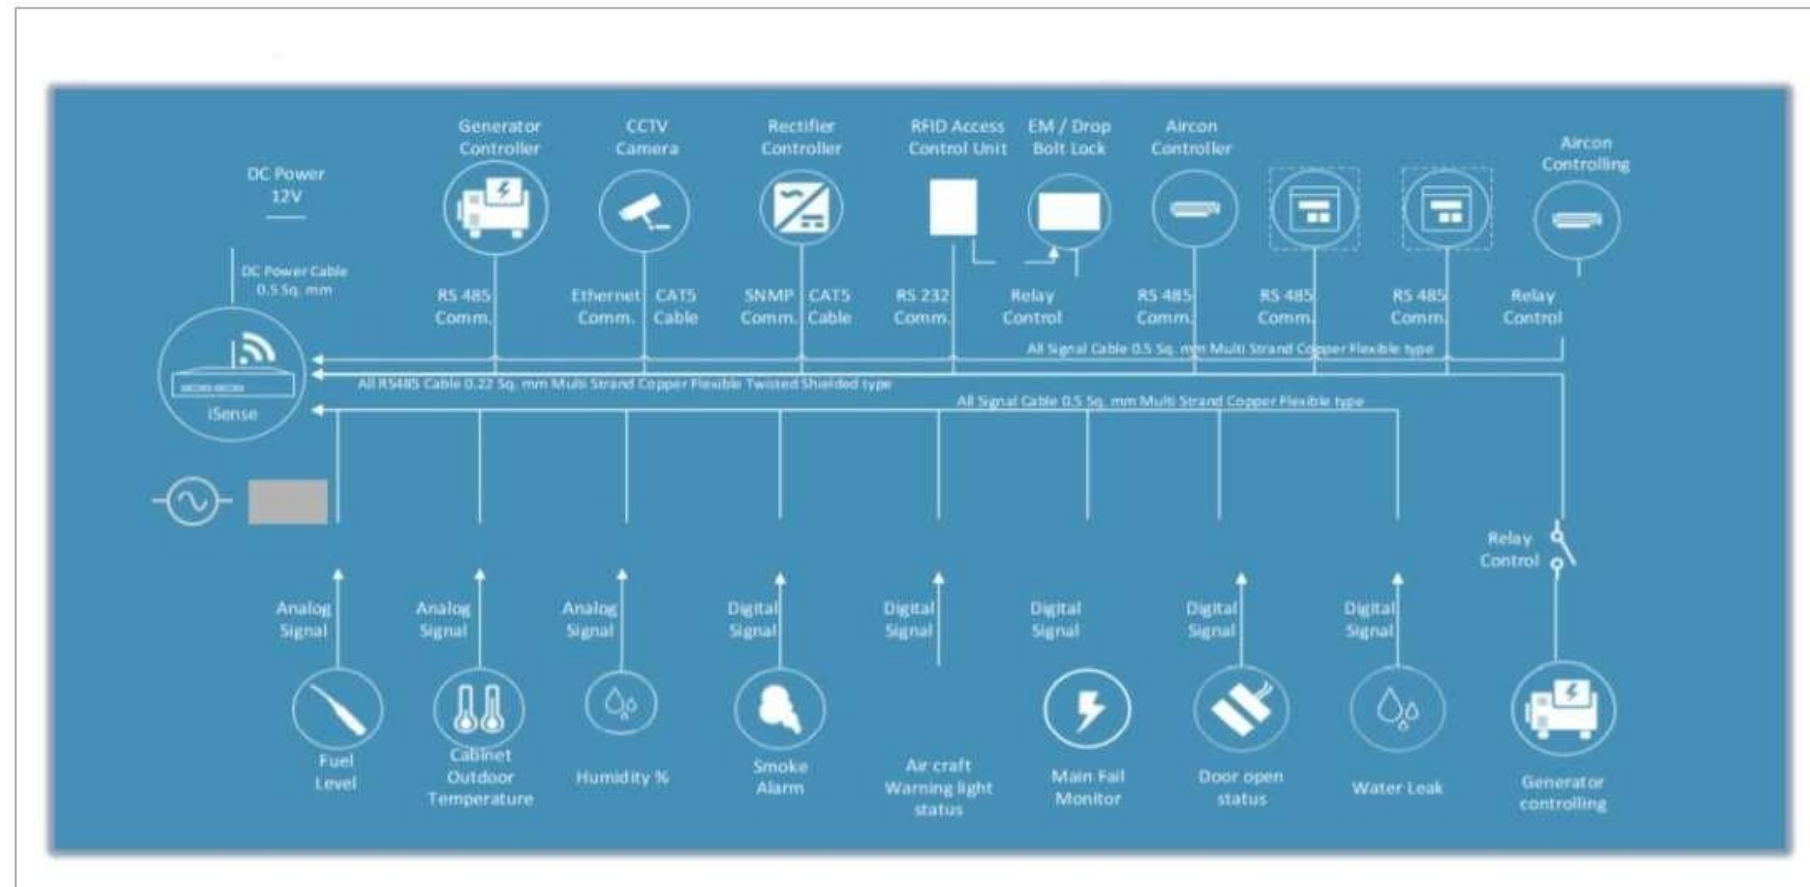 Generator
Controller
CCTV
Camera
Rectifier
Controller
RFID Access
Control Unit
EM / Drop
Bolt Lock
Aircon
Controller
Aircon
Controlling
DC Power
12V
DC Power Cable
0.5 Sq. mm
RS 485
Comm.
Ethernet
Comm.
CAT5
Cable
SNMP
Comm.
CAT5
Cable
RS 232
Comm.
Relay
Control
RS 485
Comm.
RS 485
Comm.
RS 485
Comm.
Relay
Control
All Signal Cable 0.5 Sq. mm Multi Strand Copper Flexible type
All RS485 Cable 0.22 Sq. mm Multi Strand Copper Flexible Twisted Shielded type
All Signal Cable 0.5 Sq. mm Multi Strand Copper Flexible type
iSense
Relay
Control
Analog
Signal
Analog
Signal
Analog
Signal
Digital
Signal
Digital
Signal
Digital
Signal
Digital
Signal
Digital
Signal
Fuel
Level
Cabinet
Outdoor
Temperature
Humidity %
Smoke
Alarm
Air craft
Warning light
status
Main Fail
Monitor
Door open
status
Water Leak
Generator
controlling